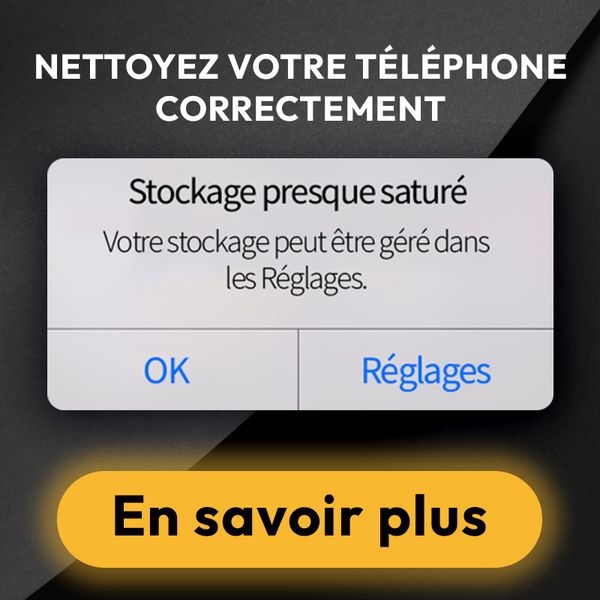 NETTOYEZ VOTRE TÉLÉPHONE
CORRECTEMENT
Stockage presque saturé
Votre stockage peut être géré dans
les Réglages.
OK
Réglages
En savoir plus